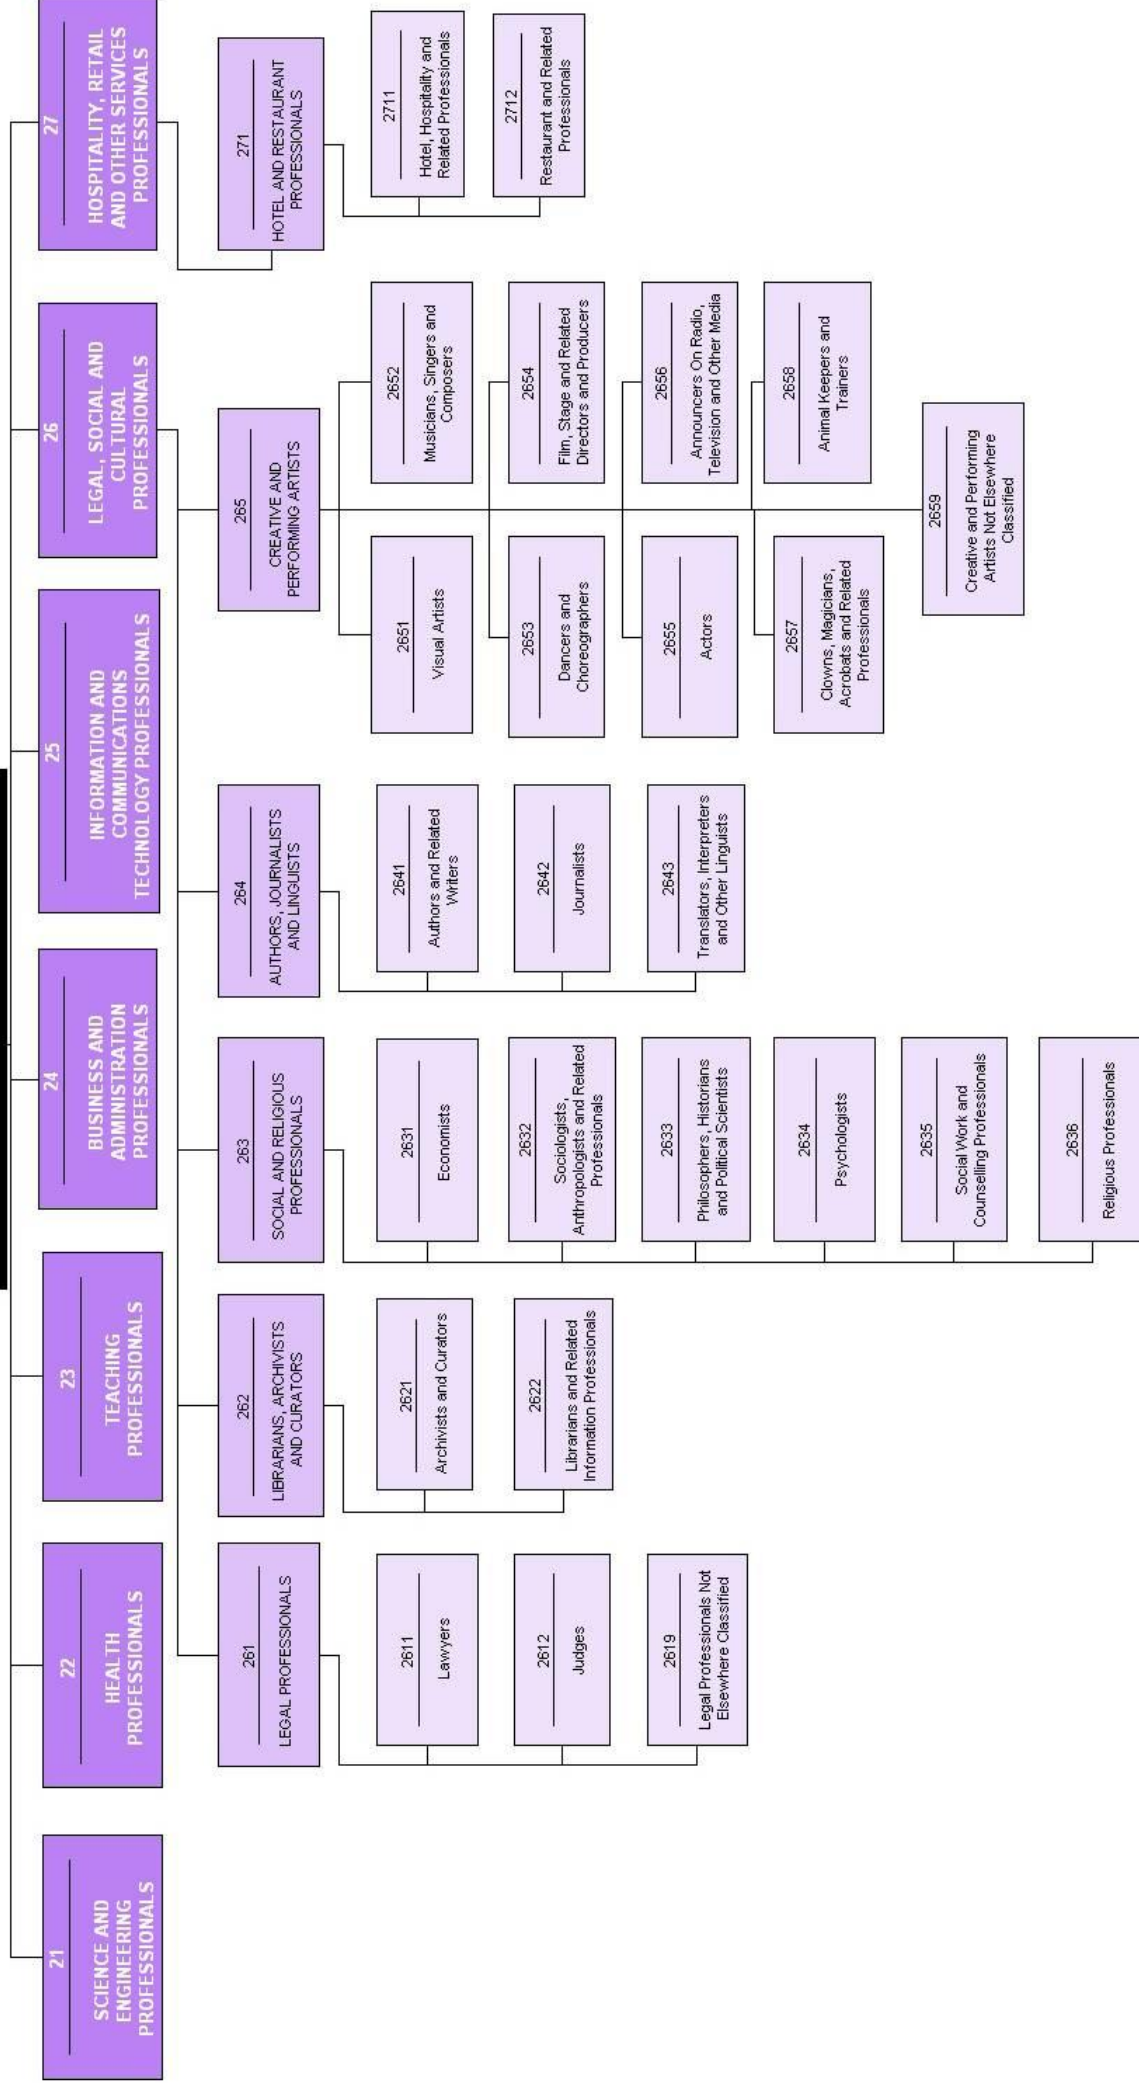 21
SCIENCE AND
ENGINEERING
PROFESSIONALS
22
HEALTH
PROFESSIONALS
23
TEACHING
PROFESSIONALS
24
BUSINESS AND
ADMINISTRATION
PROFESSIONALS
25
INFORMATION AND
COMMUNICATIONS
TECHNOLOGY PROFESSIONALS
26
LEGAL, SOCIAL AND
CULTURAL
PROFESSIONALS
27
HOSPITALITY, RETAIL
AND OTHER SERVICES
PROFESSIONALS
261
LEGAL PROFESSIONALS
262
LIBRARIANS, ARCHIVISTS
AND CURATORS
263
SOCIAL AND RELIGIOUS
PROFESSIONALS
264
AUTHORS, JOURNALISTS
AND LINGUISTS
265
CREATIVE AND
PERFORMING ARTISTS
271
HOTEL AND RESTAURANT
PROFESSIONALS
2611
Lawyers
2612
Judges
2619
Legal Professionals Not
Elsewhere Classified
2621
Archivists and Curators
2622
Librarians and Related
Information Professionals
2631
Economists
2632
Sociologists,
Anthropologists and Related
Professionals
2633
Philosophers, Historians
and Political Scientists
2634
Psychologists
2635
Social Work and
Counselling Professionals
2636
Religious Professionals
2641
Authors and Related
Writers
2642
Journalists
2643
Translators, Interpreters
and Other Linguists
2651
Visual Artists
2652
Musicians, Singers and
Composers
2653
Dancers and
Choreographers
2654
Film, Stage and Related
Directors and Producers
2655
Actors
2656
Announcers On Radio,
Television and Other Media
2657
Clowns, Magicians,
Acrobats and Related
Professionals
2658
Animal Keepers and
Trainers
2659
Creative and Performing
Artists Not Elsewhere
Classified
2711
Hotel, Hospitality and
Related Professionals
2712
Restaurant and Related
Professionals